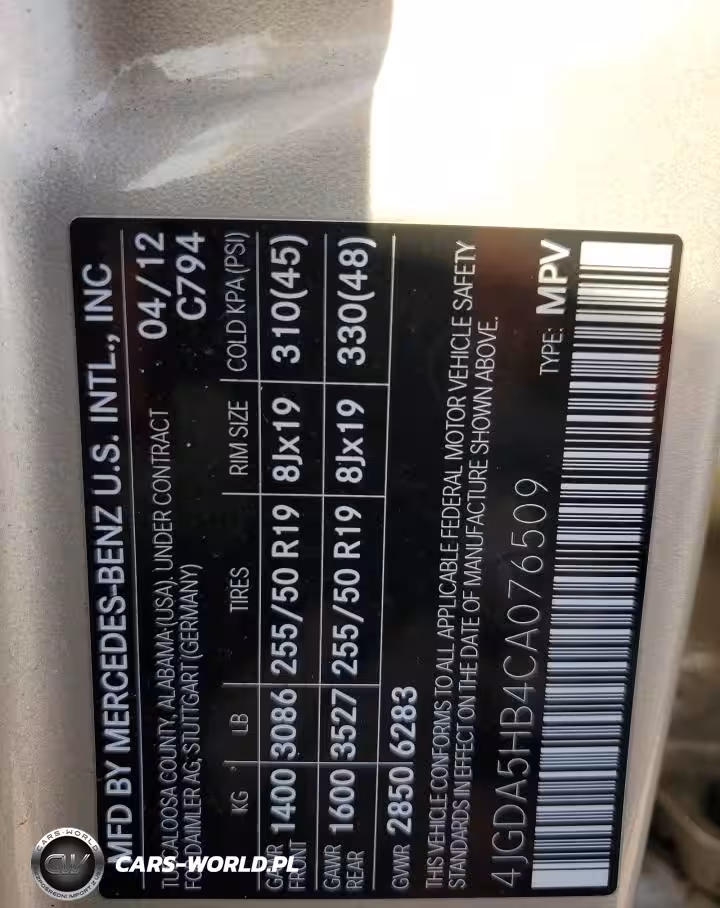 MFD BY MERCEDES-BENZ U.S. INTL., INC
TUSCALOOSA COUNTY, ALABAMA (USA). UNDER CONTRACT 04/12
FOR DAIMLER AG, STUTTGART (GERMANY) C794
KG LB TIRES RIM SIZE COLD KPA (PSI)
GAWR FRONT 1400 3086 255/50 R19 8Jx19 310(45)
GAWR REAR 1600 3527 255/50 R19 8Jx19 330(48)
GVWR 2850 6283
THIS VEHICLE CONFORMS TO ALL APPLICABLE FEDERAL MOTOR VEHICLE SAFETY
STANDARDS IN EFFECT ON THE DATE OF MANUFACTURE SHOWN ABOVE.
4JGDA5HB4CA076509 TYPE: MPV
CARS-WORLD
CW
CARS-WORLD.PL